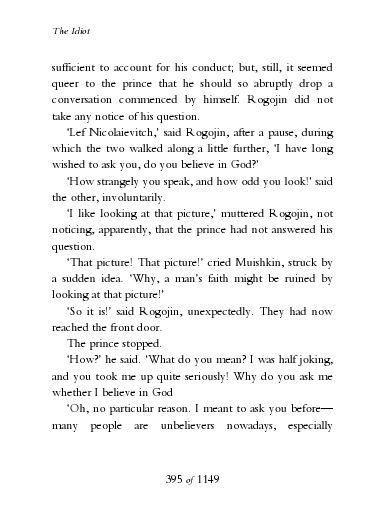 The Idiot
sufficient to account for his conduct; but, still, it seemed
queer to the prince that he should so abruptly drop a
conversation commenced by himself. Rogojin did not
take any notice of his question.
‘Lef Nicolaievitch,’ said Rogojin, after a pause, during
which the two walked along a little further, ‘I have long
wished to ask you, do you believe in God?’
‘How strangely you speak, and how odd you look!’ said
the other, involuntarily.
‘I like looking at that picture,’ muttered Rogojin, not
noticing, apparently, that the prince had not answered his
question.
‘That picture! That picture!’ cried Muishkin, struck by
a sudden idea. ‘Why, a man’s faith might be ruined by
looking at that picture!’
‘So it is!’ said Rogojin, unexpectedly. They had now
reached the front door.
The prince stopped.
‘How?’ he said. ‘What do you mean? I was half joking,
and you took me up quite seriously! Why do you ask me
whether I believe in God
‘Oh, no particular reason. I meant to ask you before—
many people are unbelievers nowadays, especially
395 of 1149